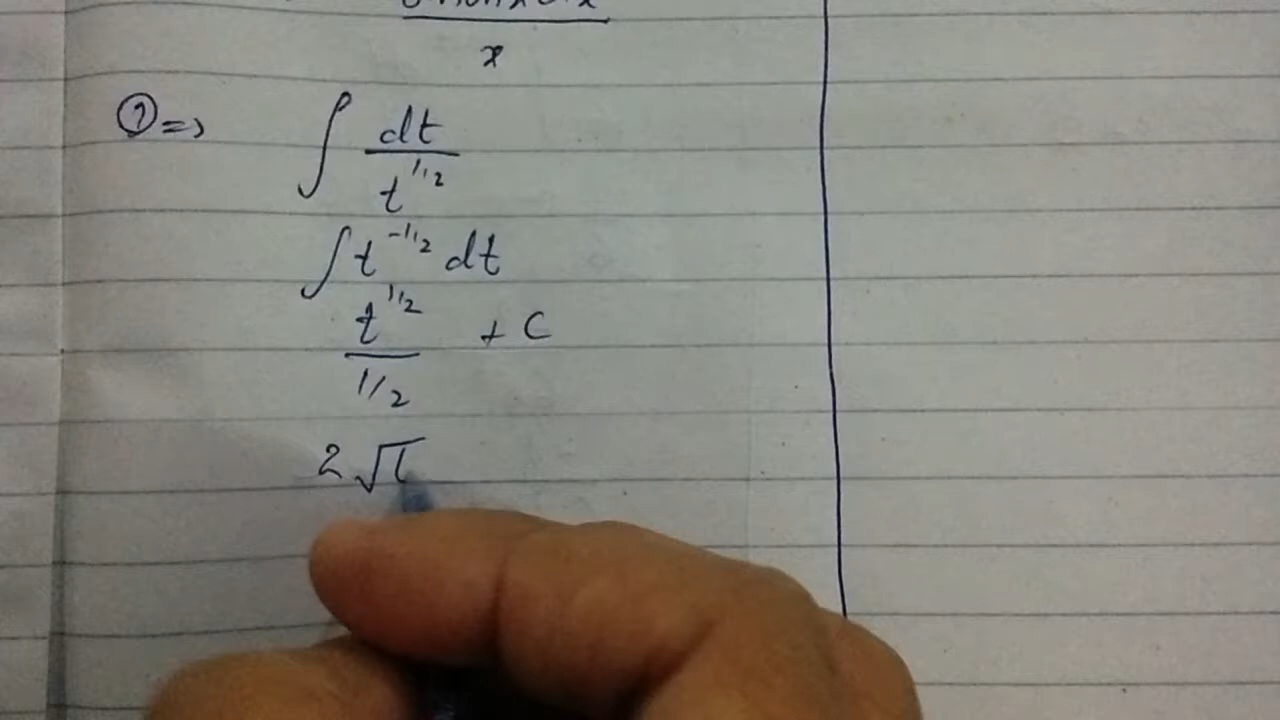 x
① => ∫ dt / t^1/2
∫ t^-1/2 dt
t^1/2 / 1/2 + C
2 √